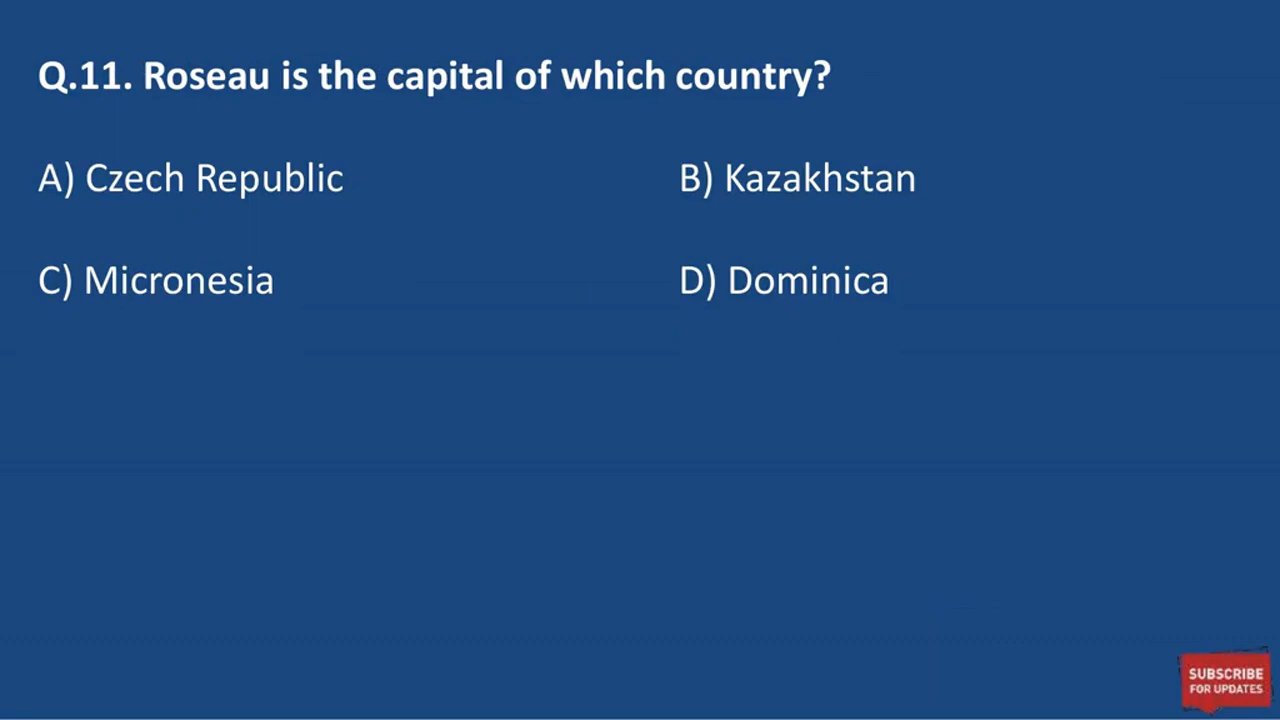 Q.11. Roseau is the capital of which country?
A) Czech Republic B) Kazakhstan
C) Micronesia D) Dominica
SUBSCRIBE
FOR UPDATES